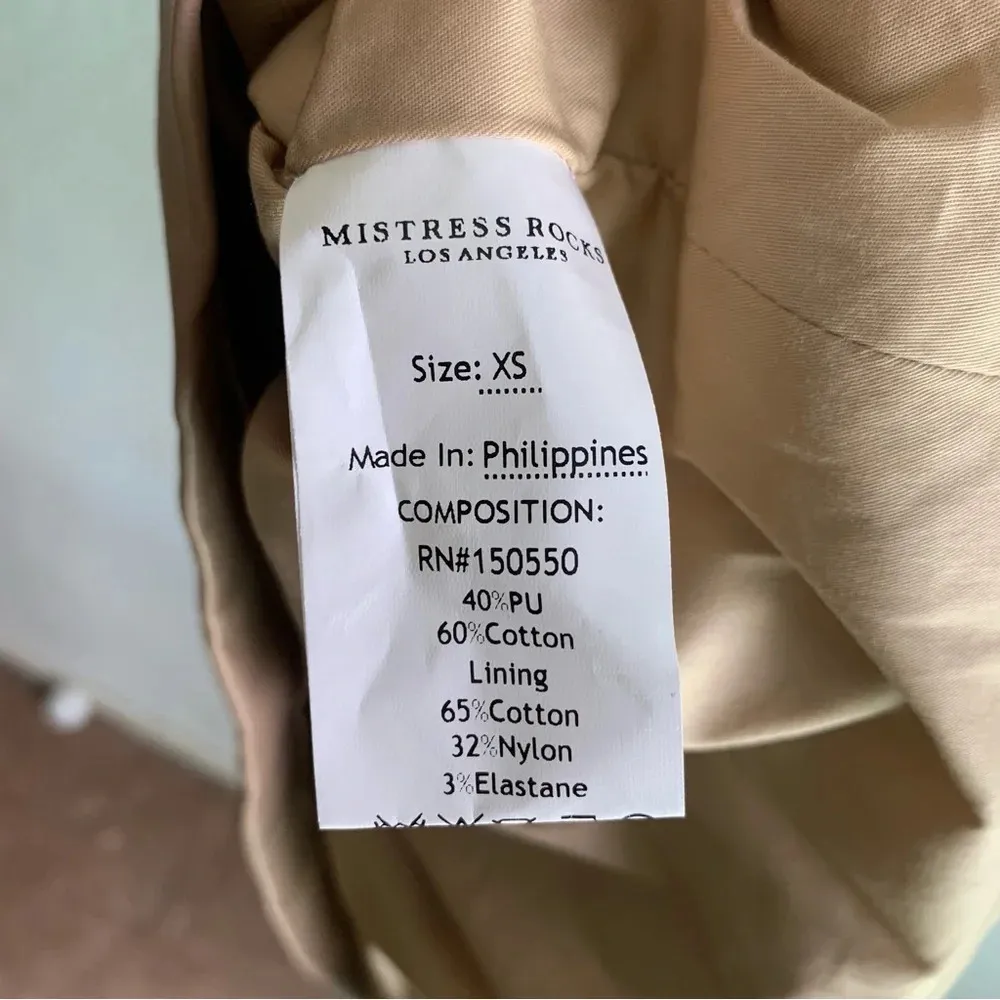 MISTRESS ROCKS
LOS ANGELES
Size: XS
Made In: Philippines
COMPOSITION:
RN#150550
40%PU
60%Cotton
Lining
65%Cotton
32%Nylon
3%Elastane